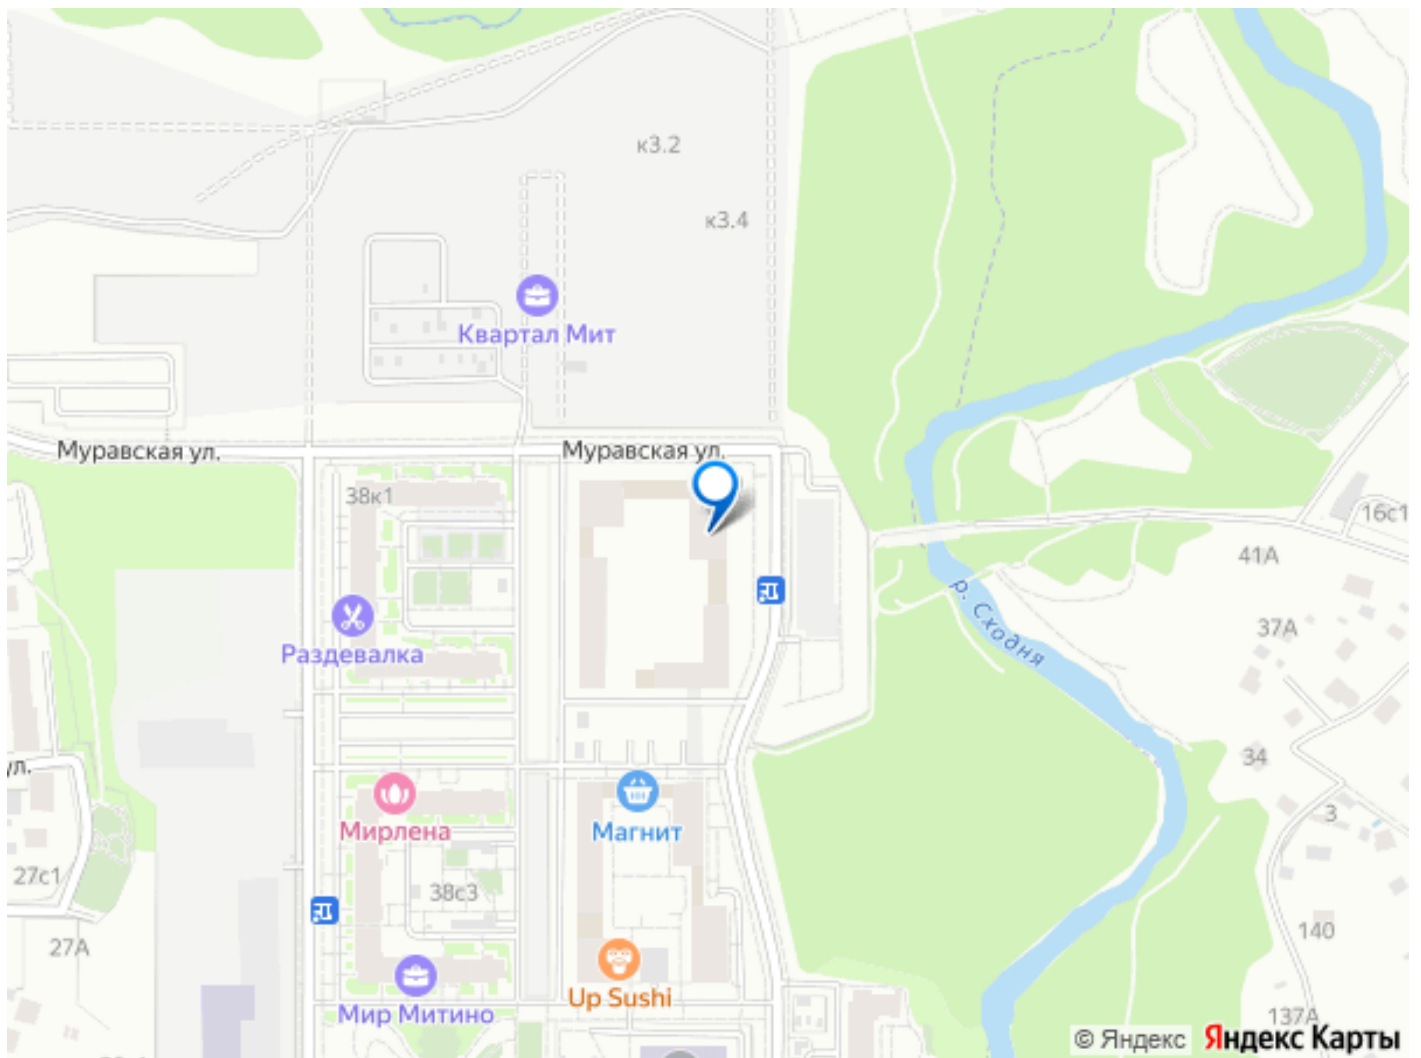 к3.2
к3.4
Квартал Мит
Муравская ул.
Муравская ул.
38к1
16с1
41А
р. Сходня
37А
Раздевалка
34
ул.
3
Мирлена
Магнит
27с1
38с3
140
27А
Up Sushi
Мир Митино
137А
© Яндекс Яндекс Карты